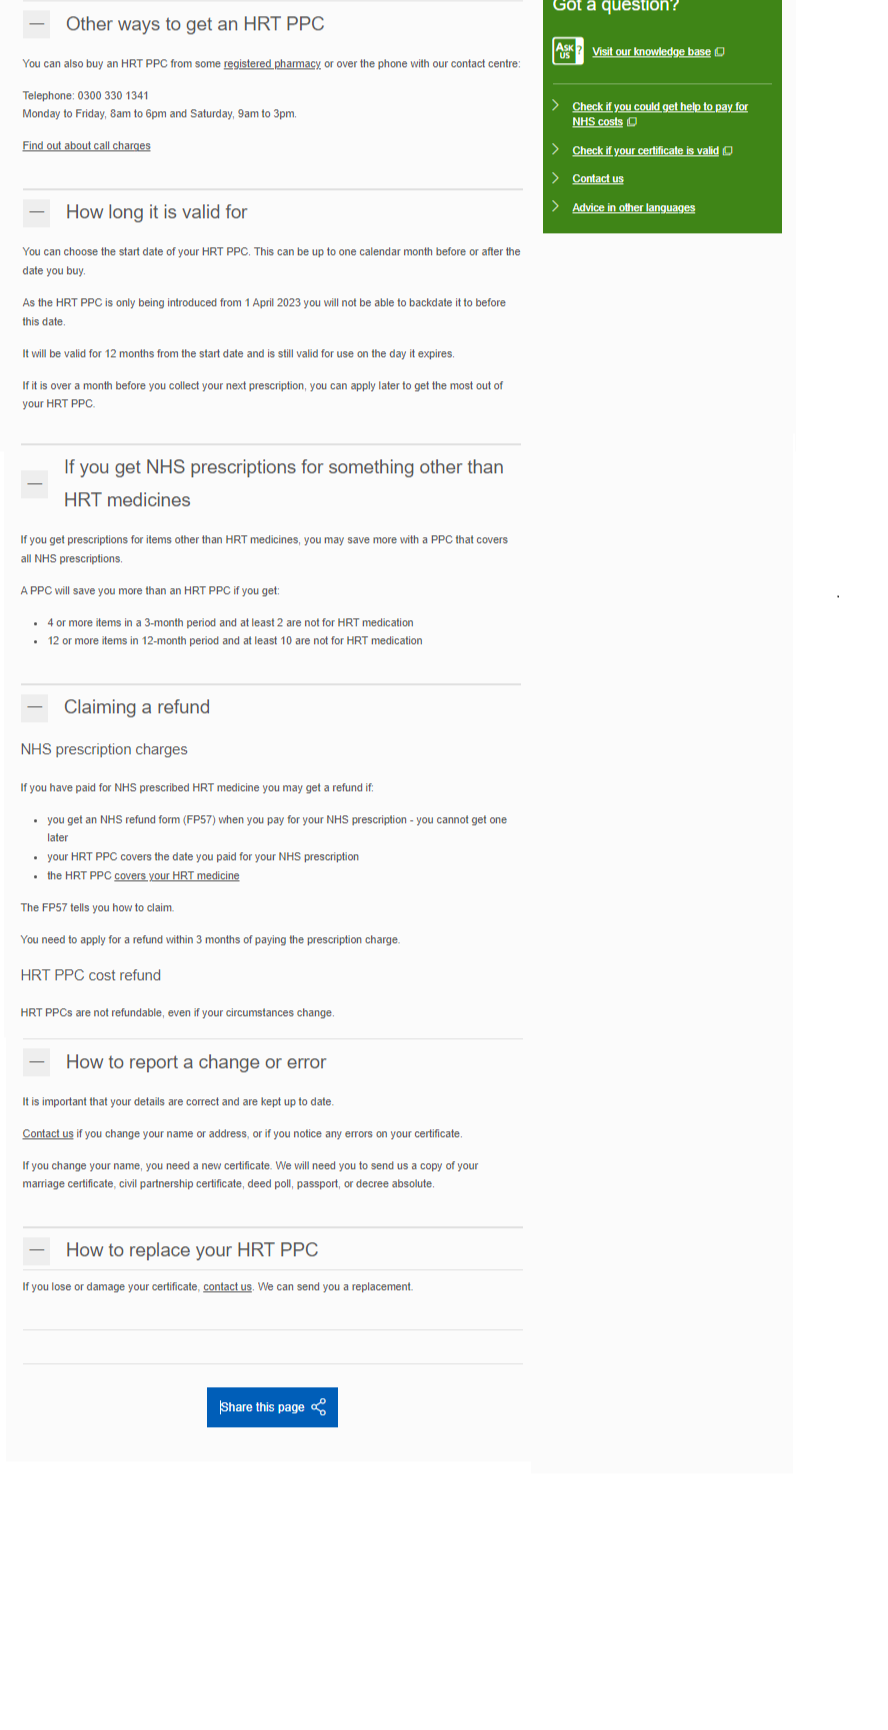 Other ways to get an HRT PPC
You can also buy an HRT PPC from some registered pharmacy or over the phone with our contact centre:
Telephone: 0300 330 1341
Monday to Friday, 8am to 6pm and Saturday, 9am to 3pm.
Find out about call charges
How long it is valid for
You can choose the start date of your HRT PPC. This can be up to one calendar month before or after the
date you buy.
As the HRT PPC is only being introduced from 1 April 2023 you will not be able to backdate it to before
this date.
It will be valid for 12 months from the start date and is still valid for use on the day it expires.
If it is over a month before you collect your next prescription, you can apply later to get the most out of
your HRT PPC.
If you get NHS prescriptions for something other than
HRT medicines
If you get prescriptions for items other than HRT medicines, you may save more with a PPC that covers
all NHS prescriptions.
A PPC will save you more than an HRT PPC if you get:
• 4 or more items in a 3-month period and at least 2 are not for HRT medication
• 12 or more items in 12-month period and at least 10 are not for HRT medication
Claiming a refund
NHS prescription charges
If you have paid for NHS prescribed HRT medicine you may get a refund if:
• you get an NHS refund form (FP57) when you pay for your NHS prescription - you cannot get one
later
• your HRT PPC covers the date you paid for your NHS prescription
• the HRT PPC covers your HRT medicine
The FP57 tells you how to claim.
You need to apply for a refund within 3 months of paying the prescription charge.
HRT PPC cost refund
HRT PPCs are not refundable, even if your circumstances change.
How to report a change or error
It is important that your details are correct and are kept up to date.
Contact us if you change your name or address, or if you notice any errors on your certificate.
If you change your name, you need a new certificate. We will need you to send us a copy of your
marriage certificate, civil partnership certificate, deed poll, passport, or decree absolute.
How to replace your HRT PPC
If you lose or damage your certificate, contact us. We can send you a replacement.
Share this page
Got a question?
ASK
US ?
Visit our knowledge base
Check if you could get help to pay for
NHS costs
Check if your certificate is valid
Contact us
Advice in other languages